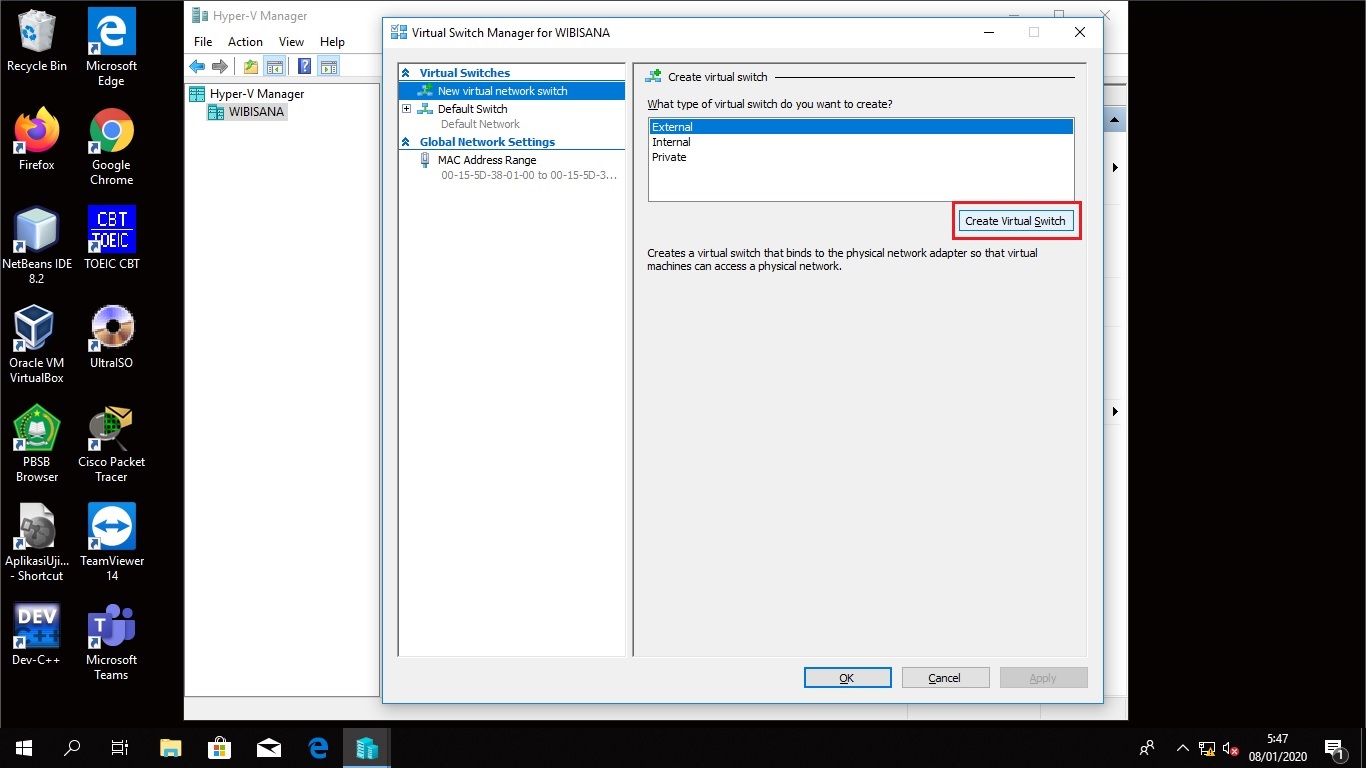 Recycle Bin
Microsoft
Edge
Firefox
Google
Chrome
NetBeans IDE
8.2
CBT
TOEIC
TOEIC CBT
Oracle VM
VirtualBox
UltraISO
PBSB
Browser
Cisco Packet
Tracer
AplikasiUji...
- Shortcut
TeamViewer
14
DEV
C++
Dev-C++
Microsoft
Teams
Hyper-V Manager
File Action View Help
Hyper-V Manager
WIBISANA
Virtual Switch Manager for WIBISANA
Virtual Switches
New virtual network switch
Default Switch
Default Network
Global Network Settings
MAC Address Range
00-15-5D-38-01-00 to 00-15-5D-3...
Create virtual switch
What type of virtual switch do you want to create?
External
Internal
Private
Create Virtual Switch
Creates a virtual switch that binds to the physical network adapter so that virtual
machines can access a physical network.
OK Cancel Apply
5:47
08/01/2020
1